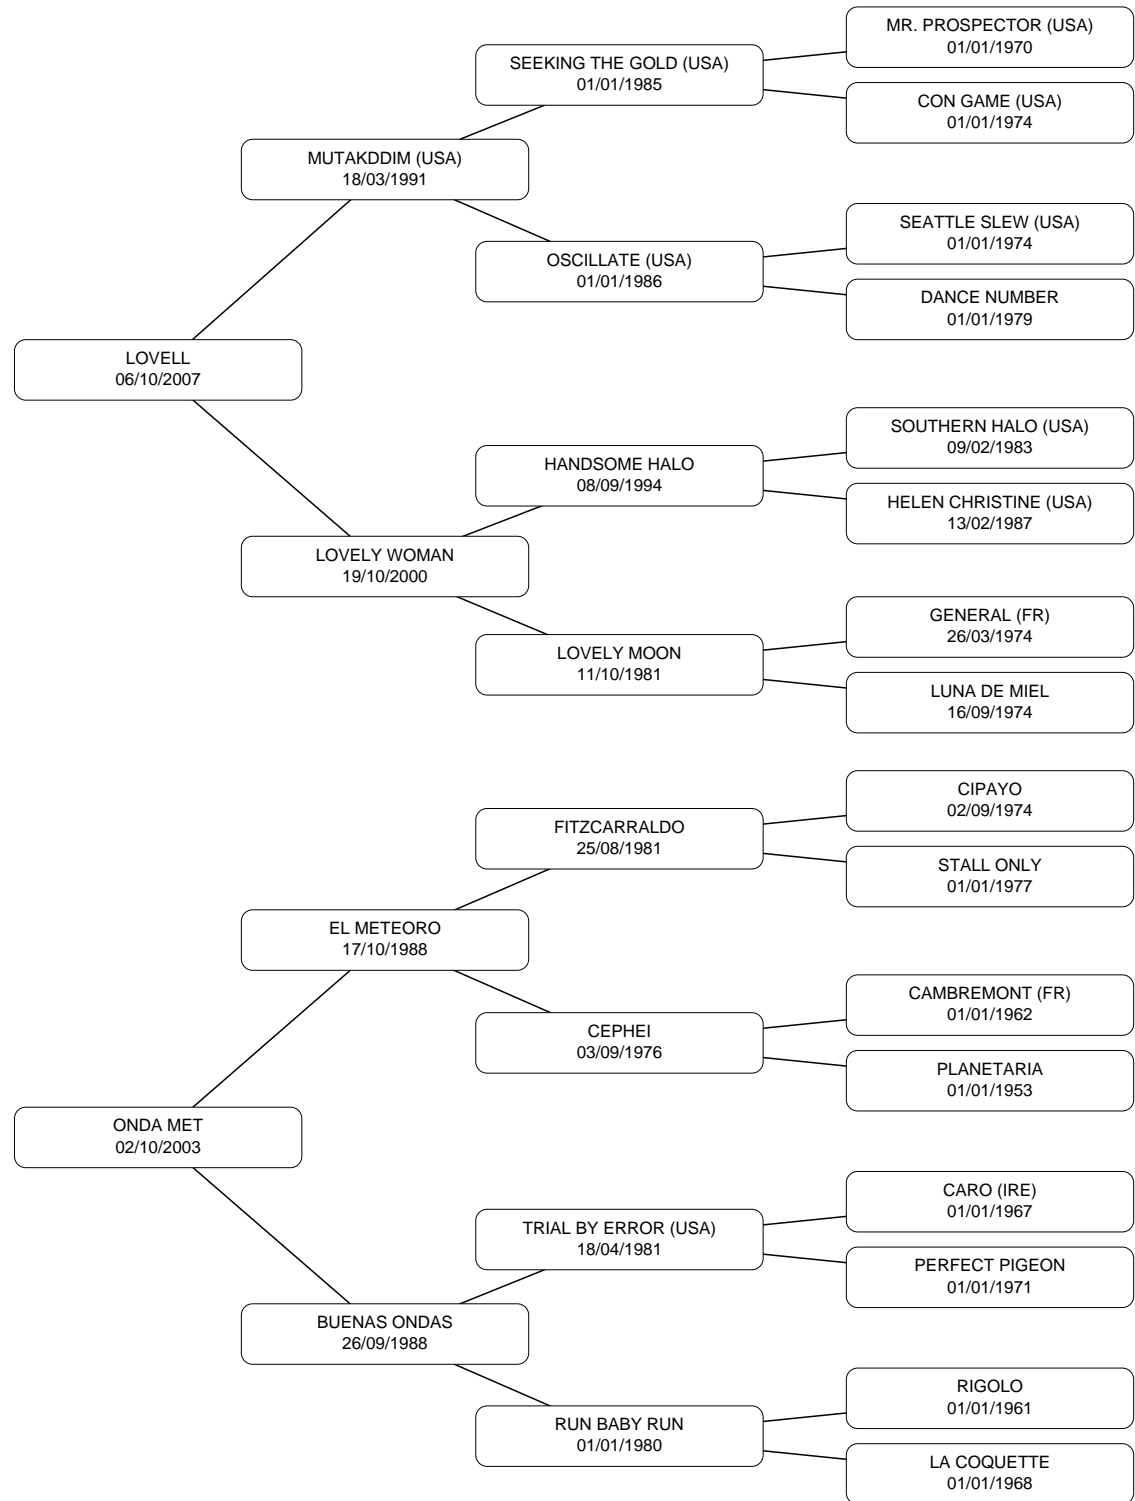 MR. PROSPECTOR (USA)
01/01/1970
SEEKING THE GOLD (USA)
01/01/1985
CON GAME (USA)
01/01/1974
MUTAKDDIM (USA)
18/03/1991
SEATTLE SLEW (USA)
01/01/1974
OSCILLATE (USA)
01/01/1986
DANCE NUMBER
01/01/1979
LOVELL
06/10/2007
SOUTHERN HALO (USA)
09/02/1983
HANDSOME HALO
08/09/1994
HELEN CHRISTINE (USA)
13/02/1987
LOVELY WOMAN
19/10/2000
GENERAL (FR)
26/03/1974
LOVELY MOON
11/10/1981
LUNA DE MIEL
16/09/1974
CIPAYO
02/09/1974
FITZCARRALDO
25/08/1981
STALL ONLY
01/01/1977
EL METEORO
17/10/1988
CAMBREMONT (FR)
01/01/1962
CEPHEI
03/09/1976
PLANETARIA
01/01/1953
ONDA MET
02/10/2003
CARO (IRE)
01/01/1967
TRIAL BY ERROR (USA)
18/04/1981
PERFECT PIGEON
01/01/1971
BUENAS ONDAS
26/09/1988
RIGOLO
01/01/1961
RUN BABY RUN
01/01/1980
LA COQUETTE
01/01/1968